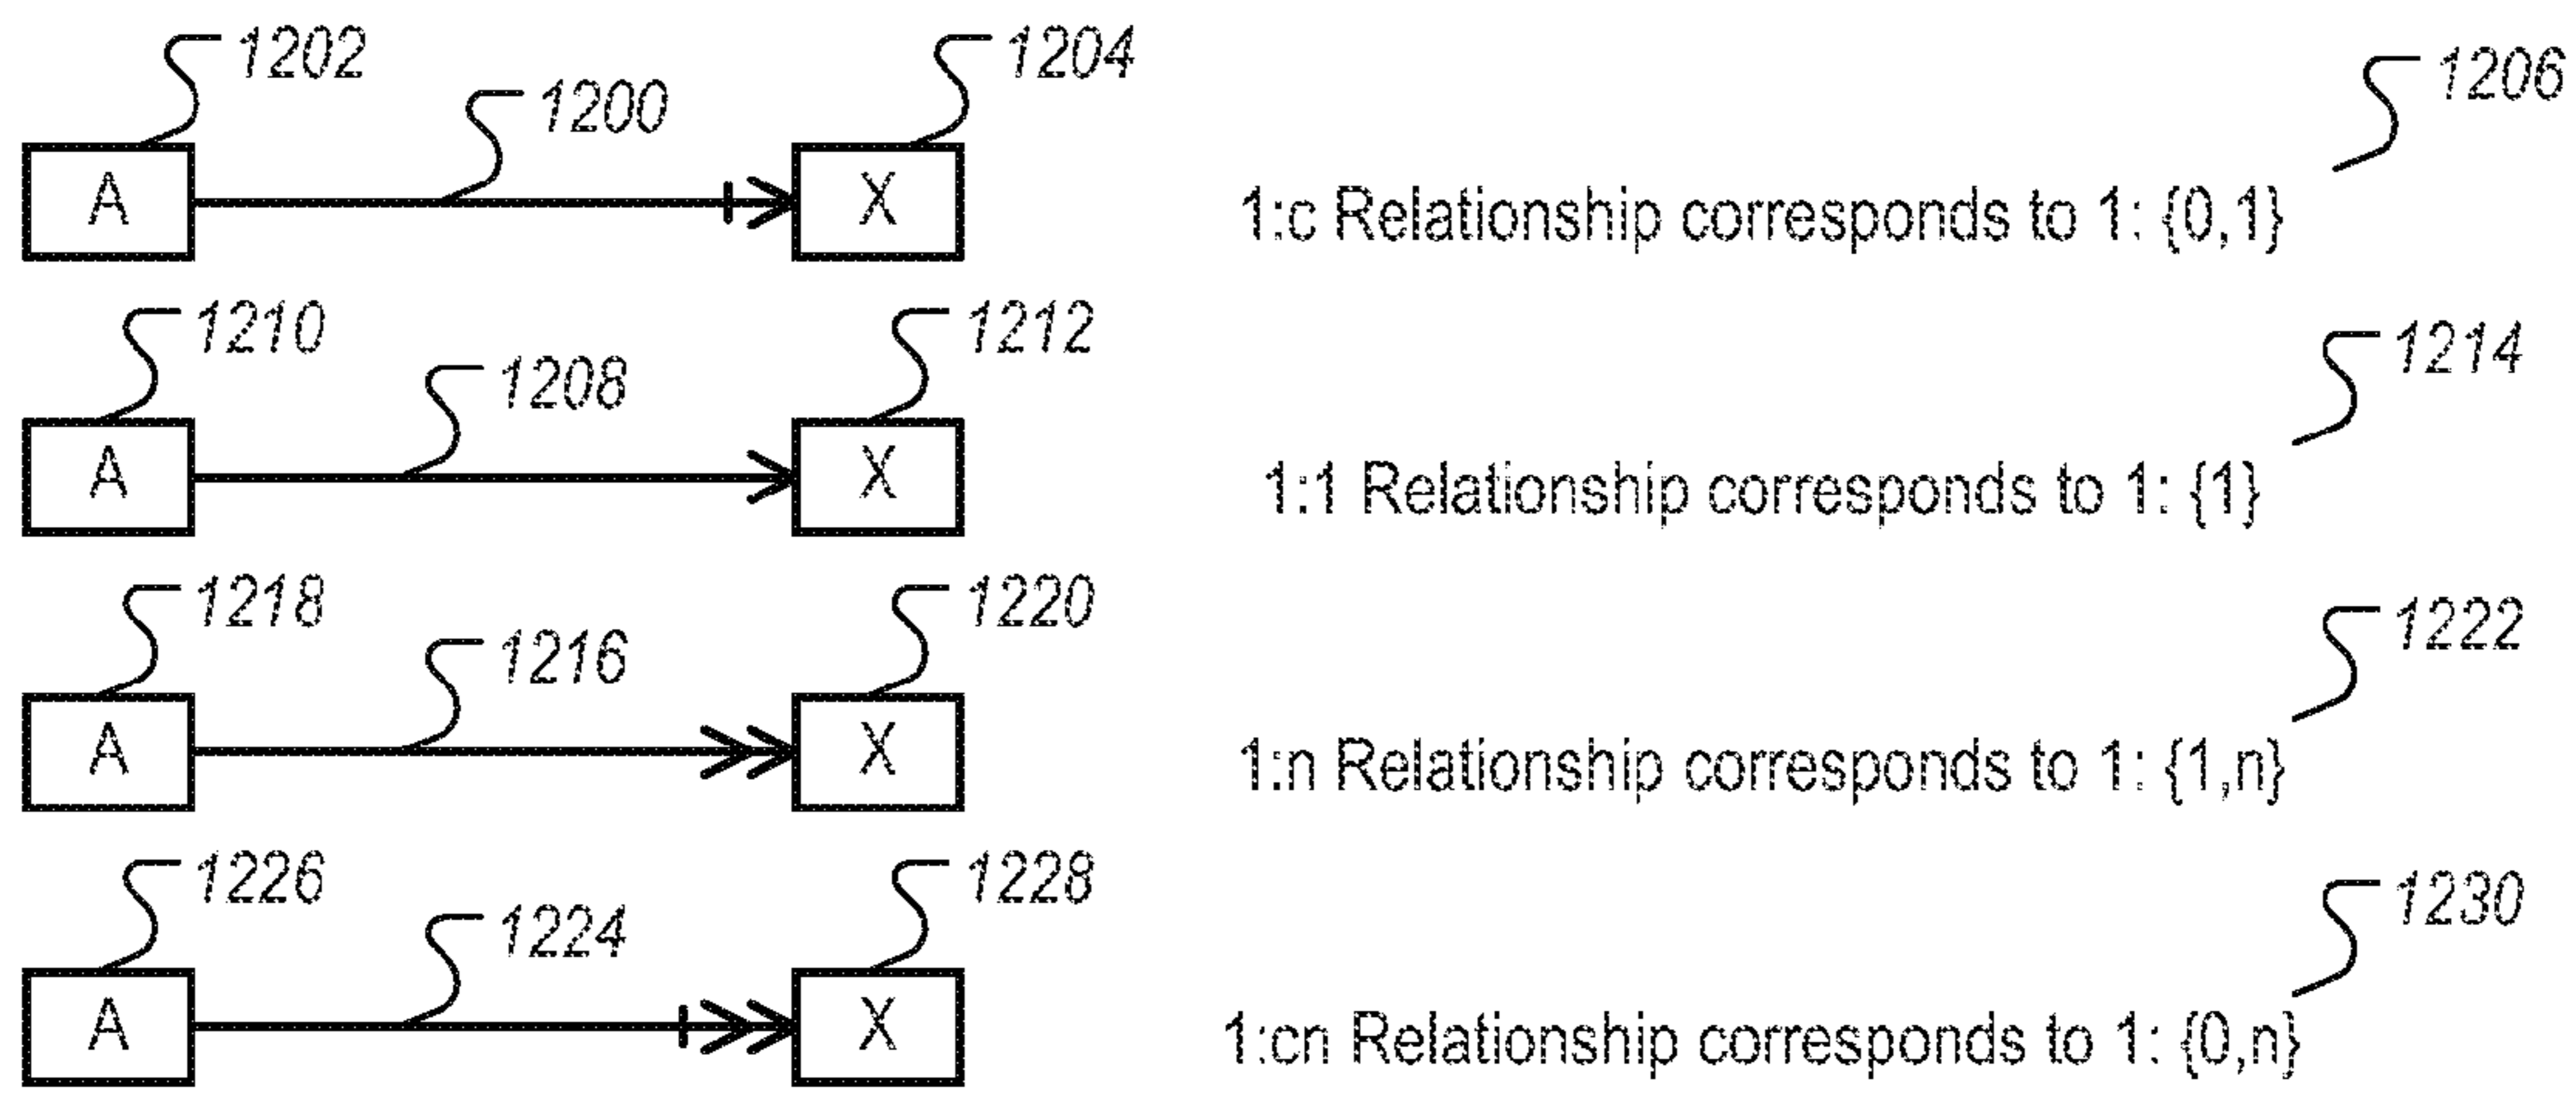 1202
1204
1206
1200
A
X
1:c Relationship corresponds to 1: {0,1}
1210
1212
1214
1208
A
X
1:1 Relationship corresponds to 1: {1}
1218
1220
1222
1216
A
X
1:n Relationship corresponds to 1: {1,n}
1226
1228
1230
1224
A
X
1:cn Relationship corresponds to 1: {0,n}